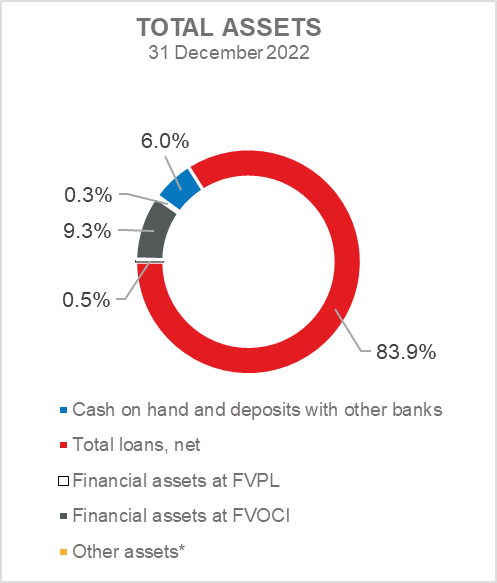 TOTAL ASSETS
31 December 2022
6.0%
0.3%
9.3%
0.5%
83.9%
Cash on hand and deposits with other banks
Total loans, net
Financial assets at FVPL
Financial assets at FVOCI
Other assets*